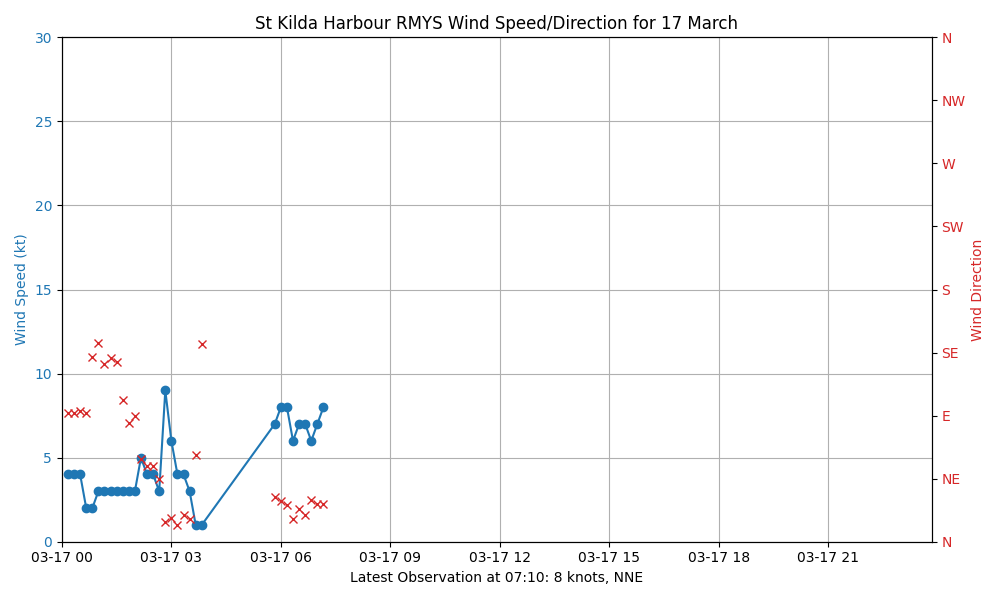 St Kilda Harbour RMYS Wind Speed/Direction for 17 March
30
25
20
15
10
5
0
Wind Speed (kt)
N
NW
W
SW
S
SE
E
NE
N
Wind Direction
03-17 00 03-17 03 03-17 06 03-17 09 03-17 12 03-17 15 03-17 18 03-17 21
Latest Observation at 07:10: 8 knots, NNE